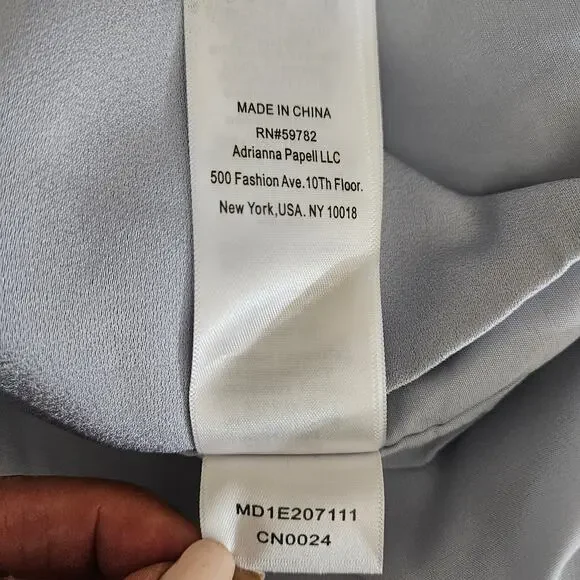 MADE IN CHINA
RN#59782
Adrianna Papell LLC
500 Fashion Ave.10Th Floor.
New York,USA. NY 10018
MD1E207111
CN0024